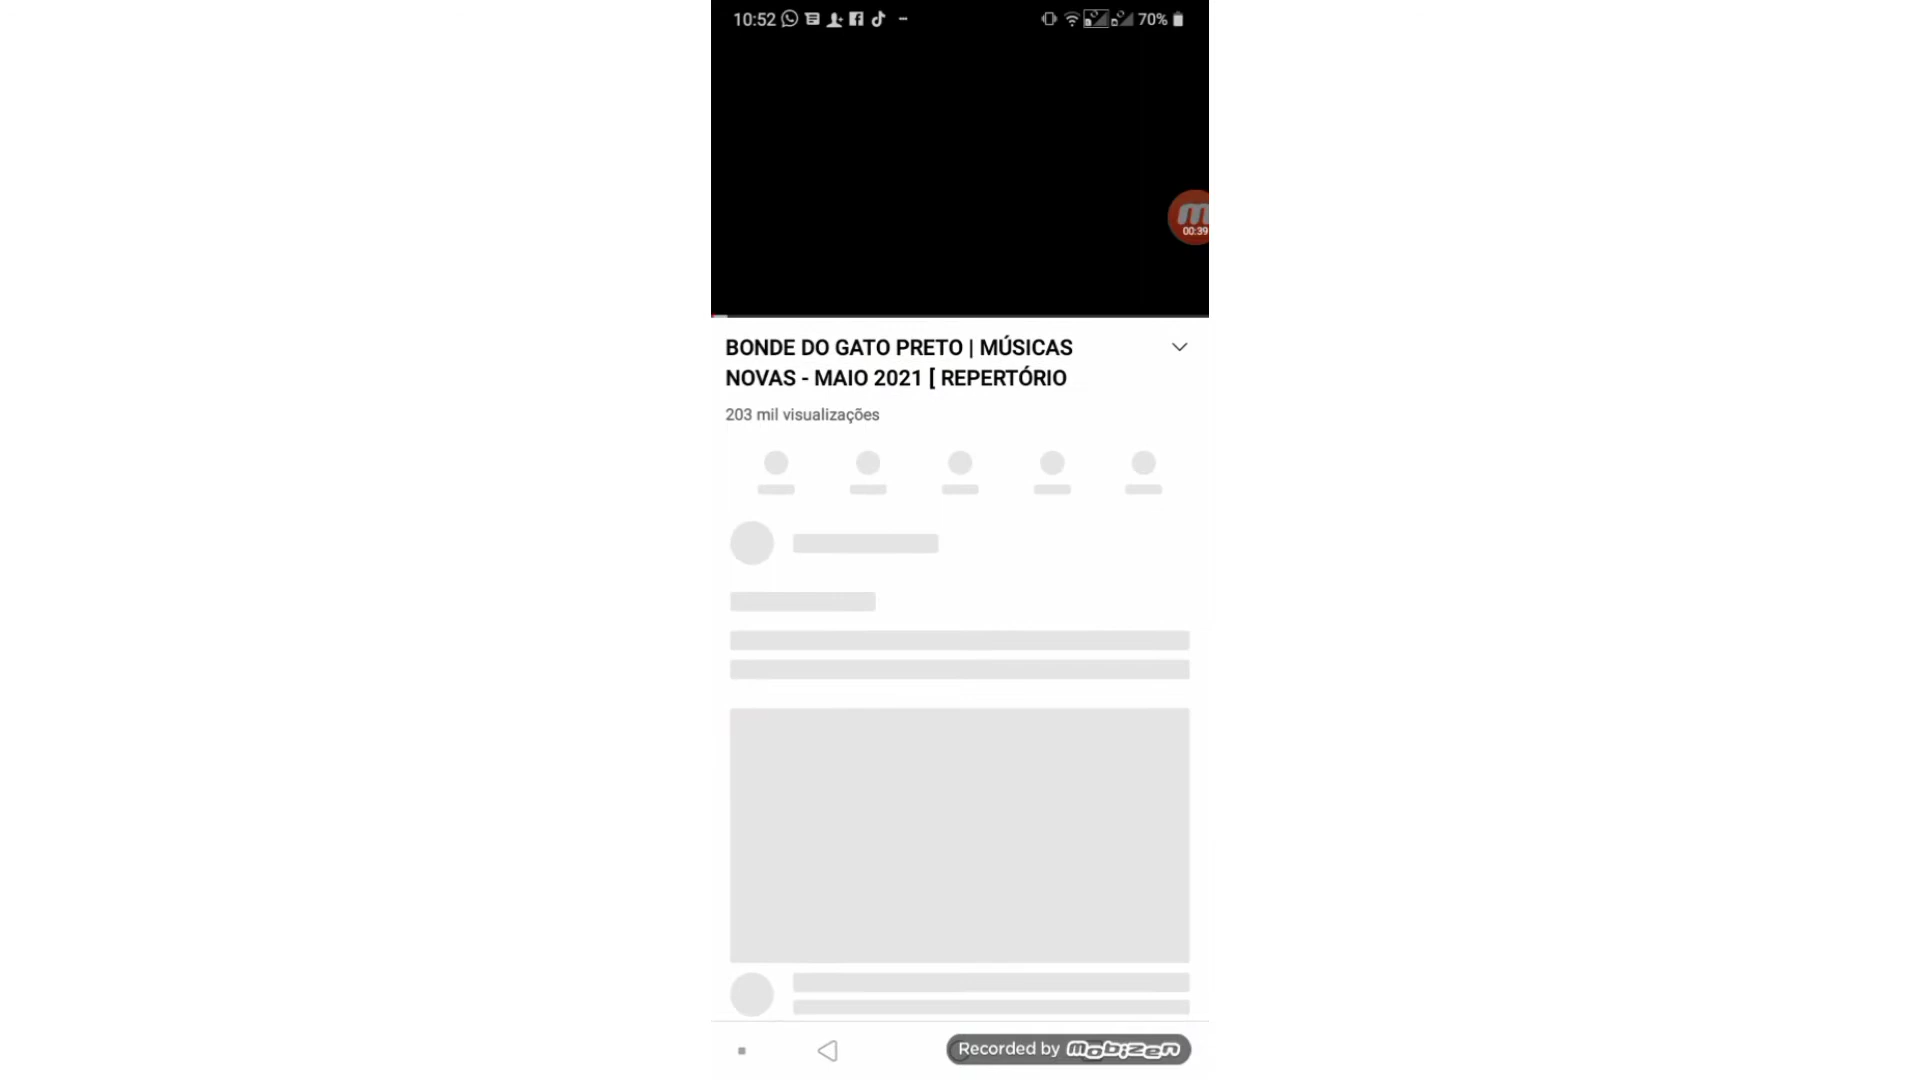 10:52
70%
00:39
BONDE DO GATO PRETO | MÚSICAS
NOVAS - MAIO 2021 [ REPERTÓRIO
203 mil visualizações
Recorded by mobizen